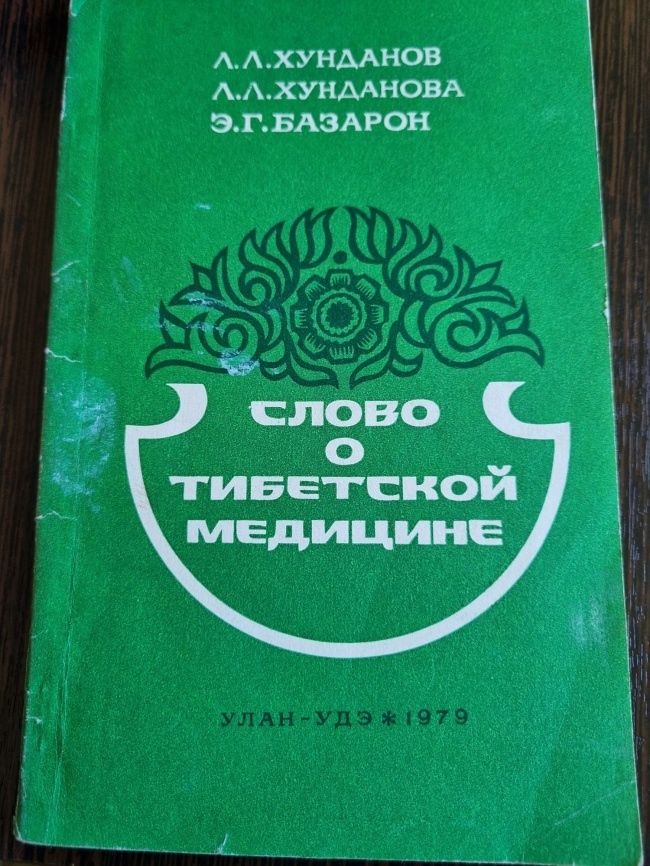 Л.Л.ХУНДАНОВ
Л.Л.ХУНДАНОВА
Э.Г.БАЗАРОН
СЛОВО
О
ТИБЕТСКОЙ
МЕДИЦИНЕ
УЛАН-УДЭ * 1979